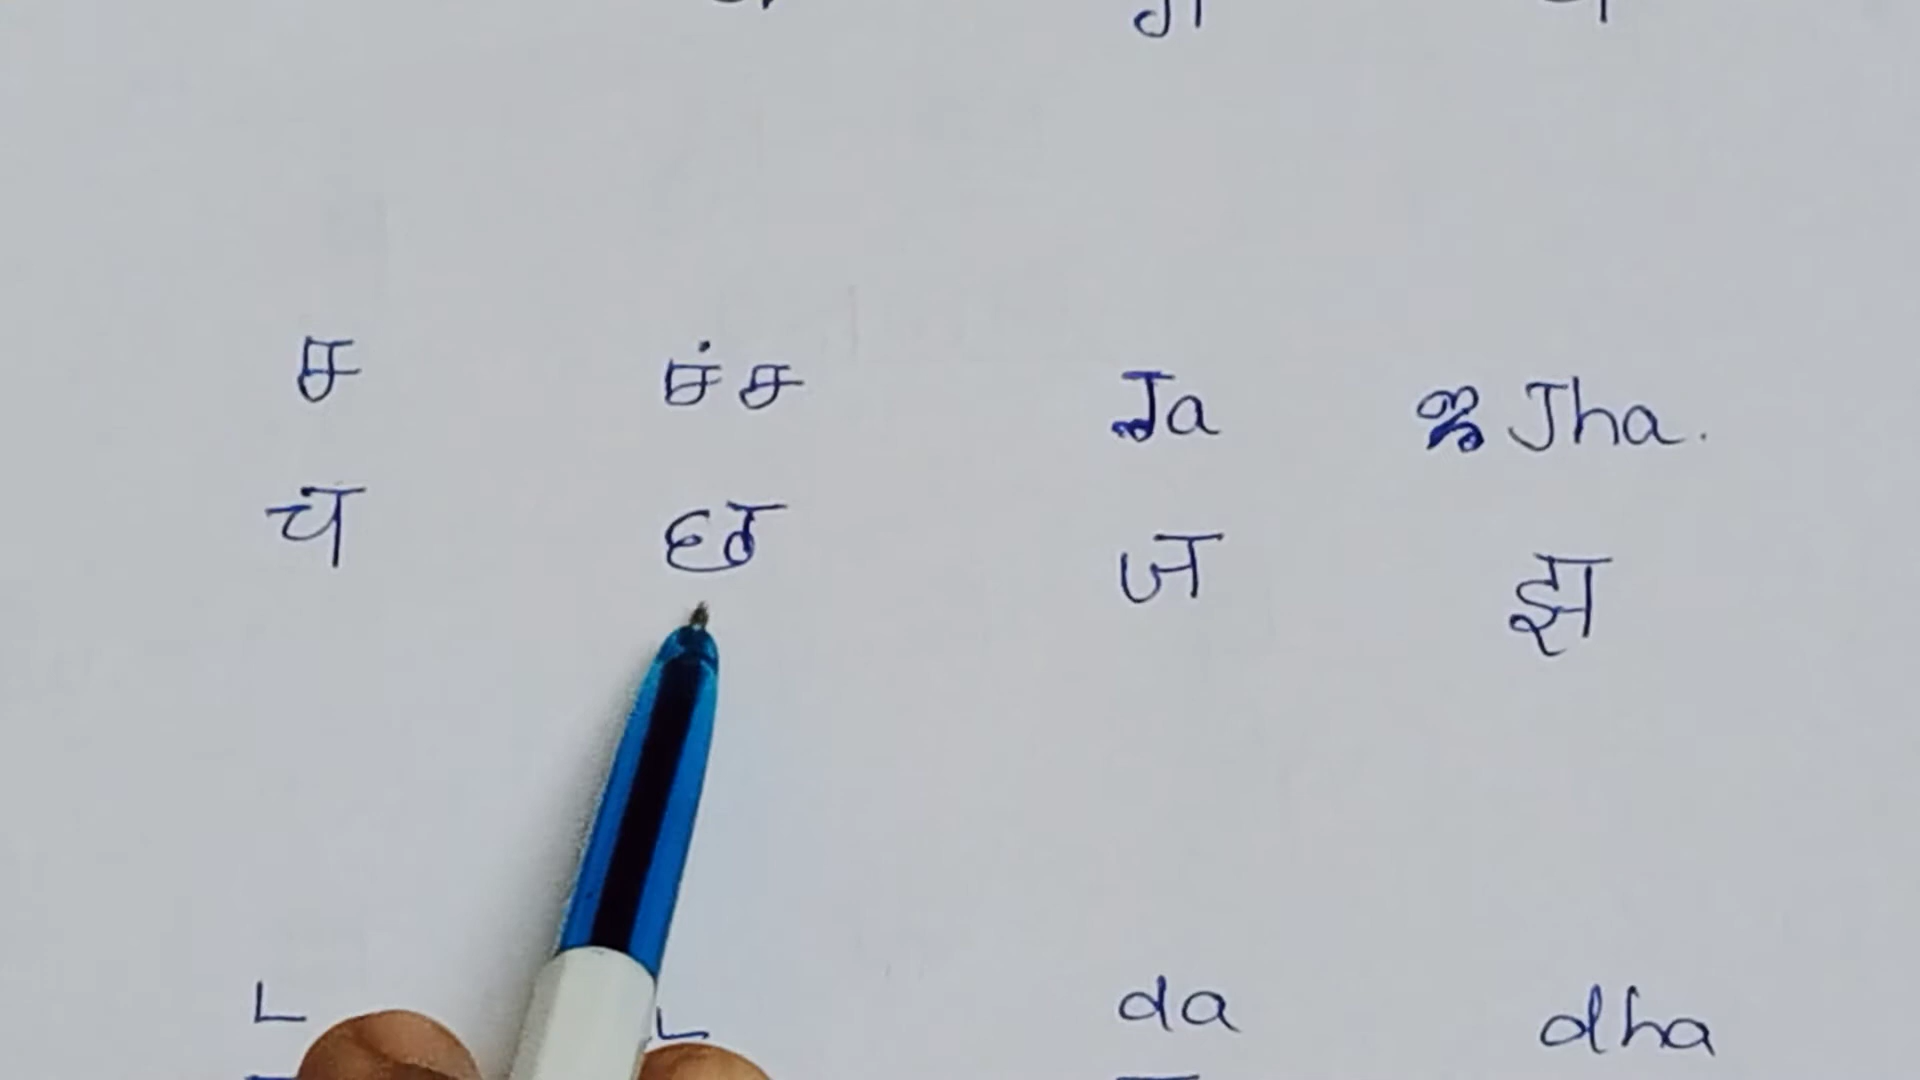 ச ச்ச Ja ஜ Jha.
च छ ज झ
ட ட da dha